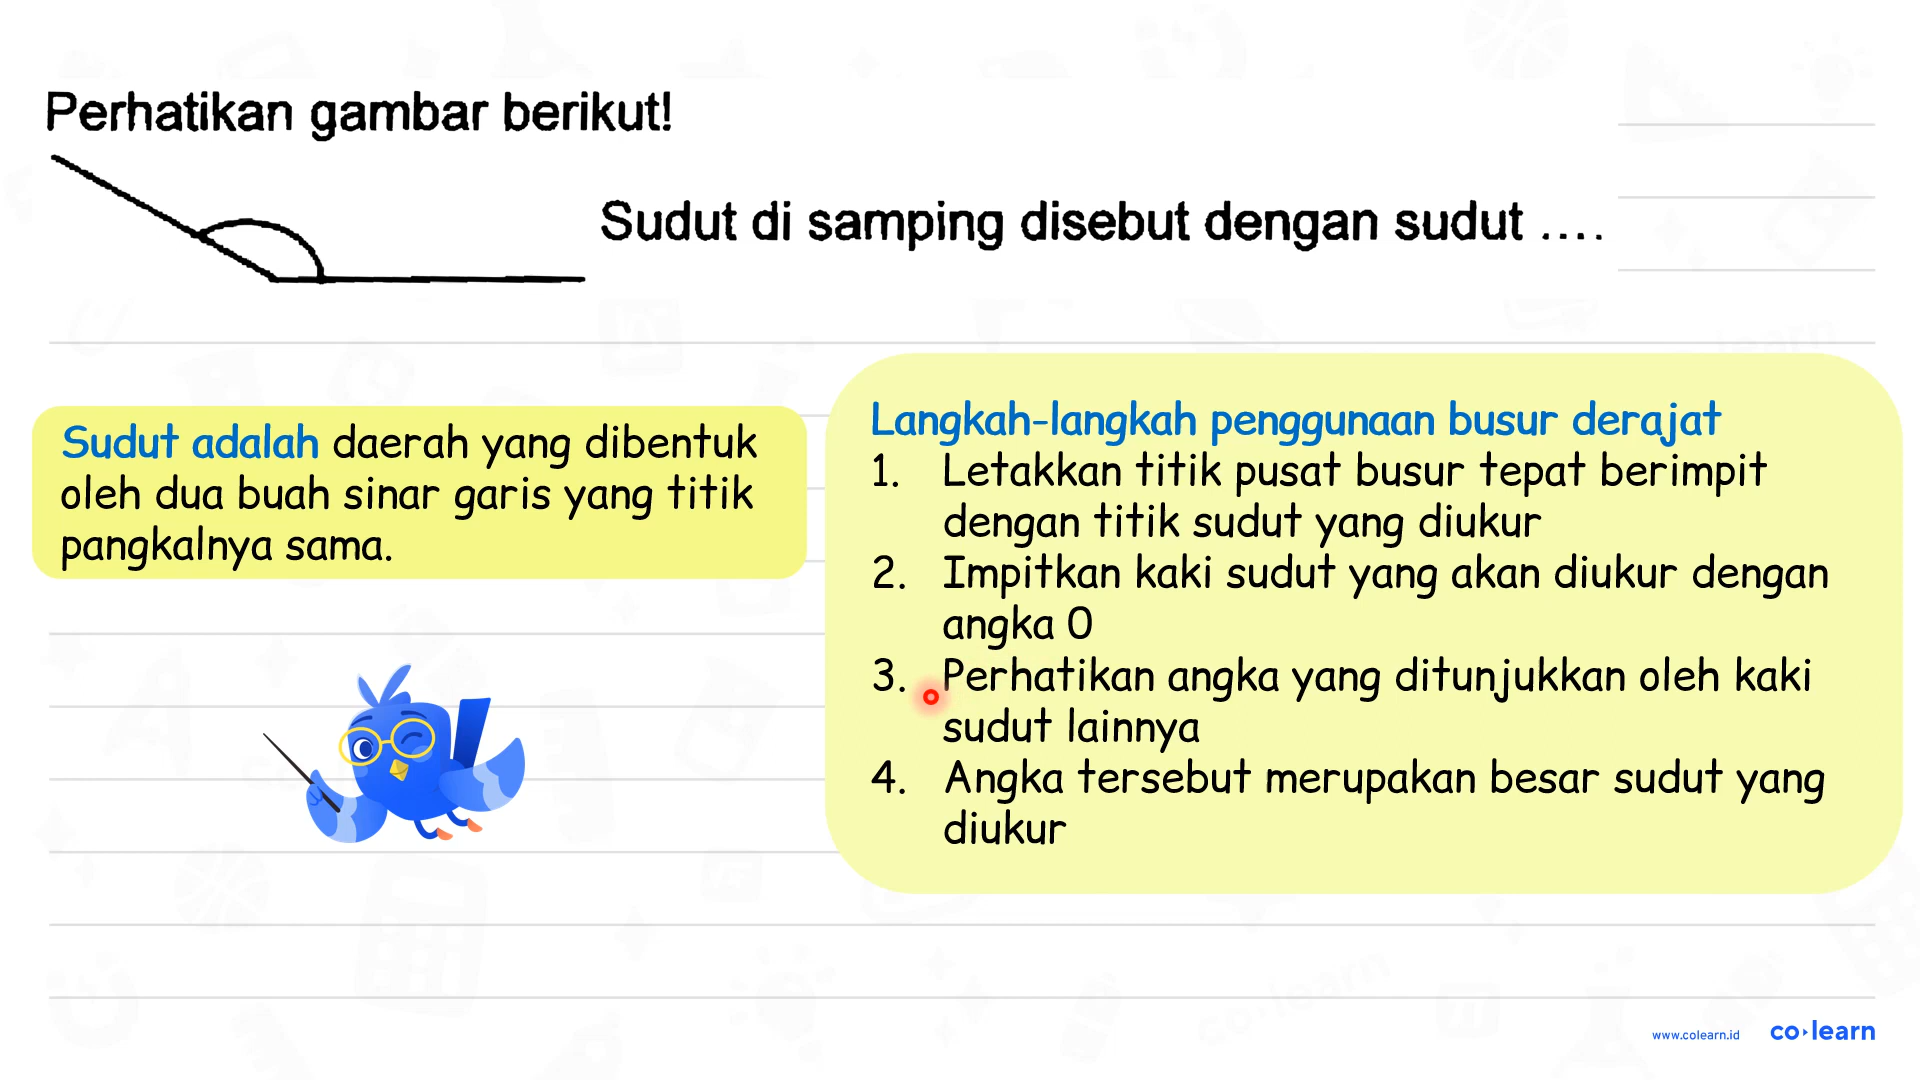 Perhatikan gambar berikut!
Sudut di samping disebut dengan sudut ....
Sudut adalah daerah yang dibentuk
oleh dua buah sinar garis yang titik
pangkalnya sama.
Langkah-langkah penggunaan busur derajat
1. Letakkan titik pusat busur tepat berimpit
dengan titik sudut yang diukur
2. Impitkan kaki sudut yang akan diukur dengan
angka 0
3. Perhatikan angka yang ditunjukkan oleh kaki
sudut lainnya
4. Angka tersebut merupakan besar sudut yang
diukur
www.colearn.id co·learn